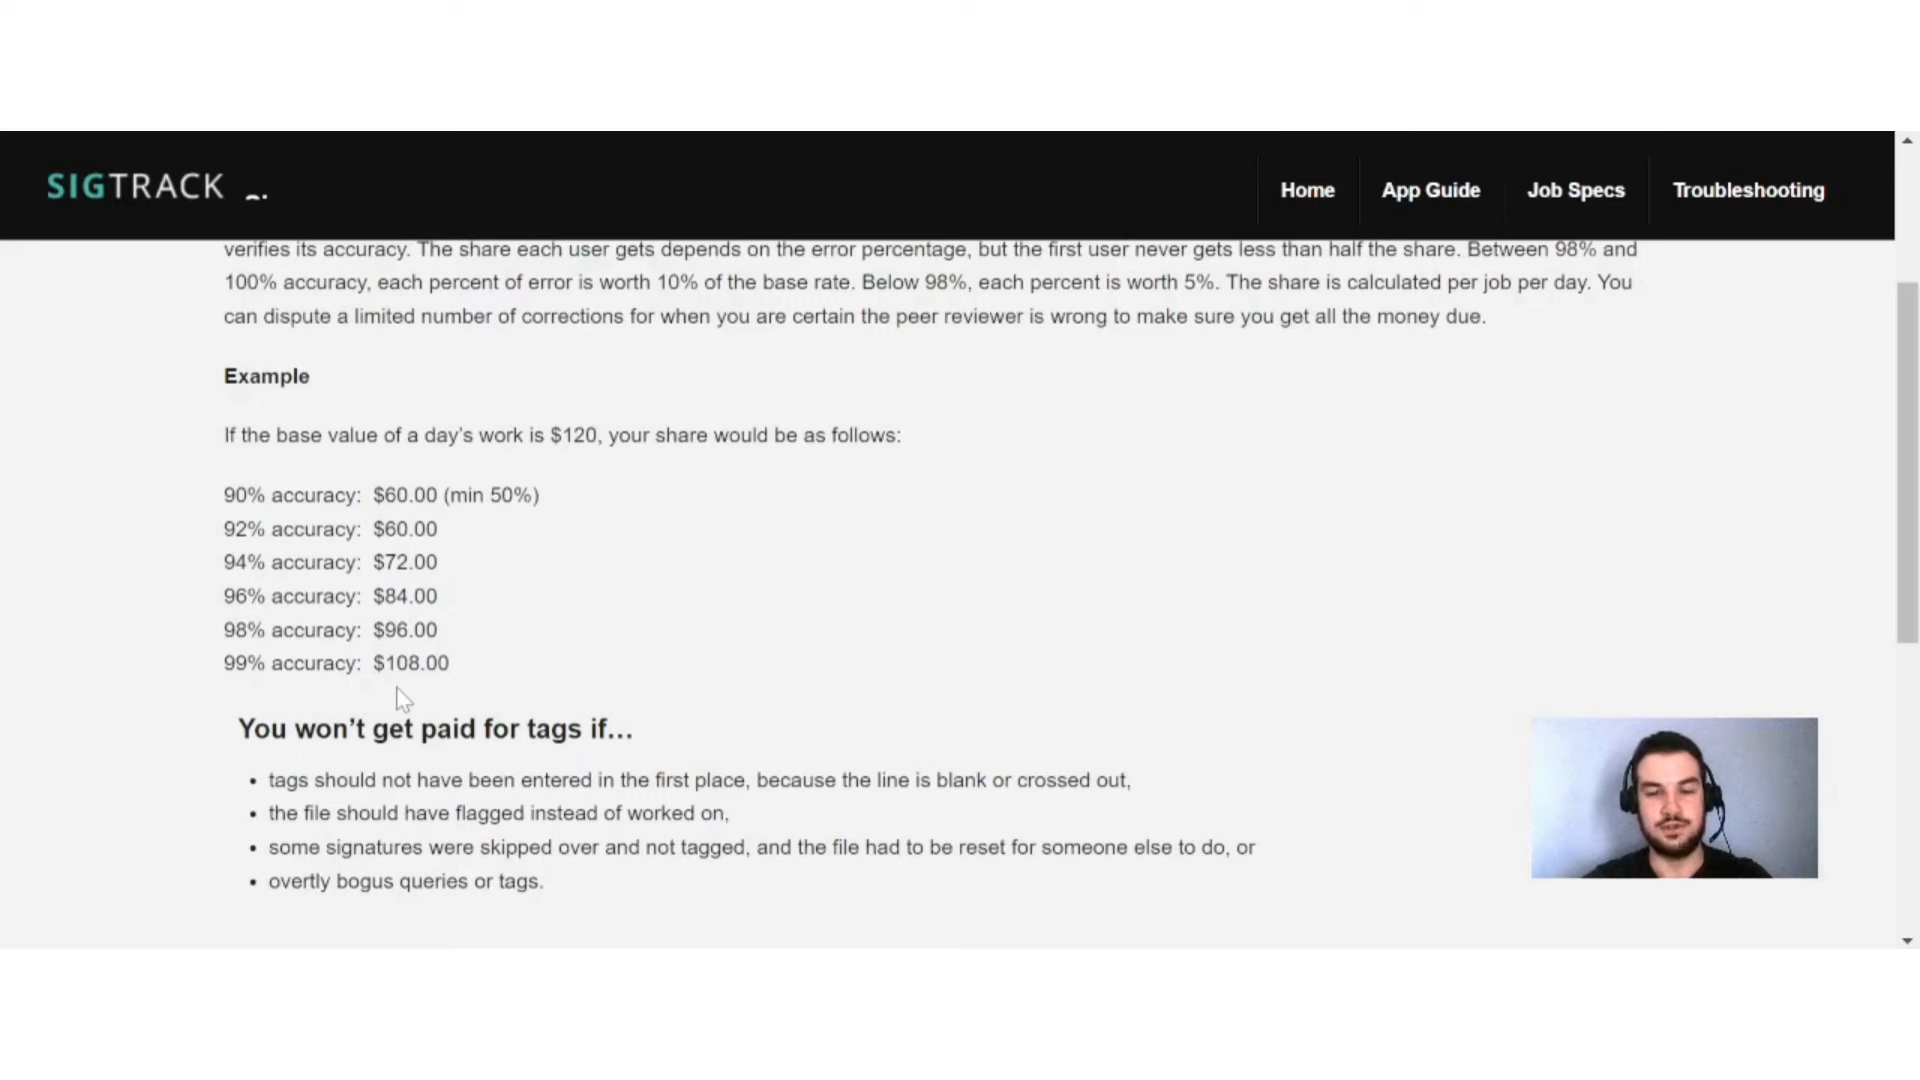 SIGTRACK
Home
App Guide
Job Specs
Troubleshooting
verifies its accuracy. The share each user gets depends on the error percentage, but the first user never gets less than half the share. Between 98% and
100% accuracy, each percent of error is worth 10% of the base rate. Below 98%, each percent is worth 5%. The share is calculated per job per day. You
can dispute a limited number of corrections for when you are certain the peer reviewer is wrong to make sure you get all the money due.
Example
If the base value of a day’s work is $120, your share would be as follows:
90% accuracy: $60.00 (min 50%)
92% accuracy: $60.00
94% accuracy: $72.00
96% accuracy: $84.00
98% accuracy: $96.00
99% accuracy: $108.00
You won’t get paid for tags if…
• tags should not have been entered in the first place, because the line is blank or crossed out,
• the file should have flagged instead of worked on,
• some signatures were skipped over and not tagged, and the file had to be reset for someone else to do, or
• overtly bogus queries or tags.